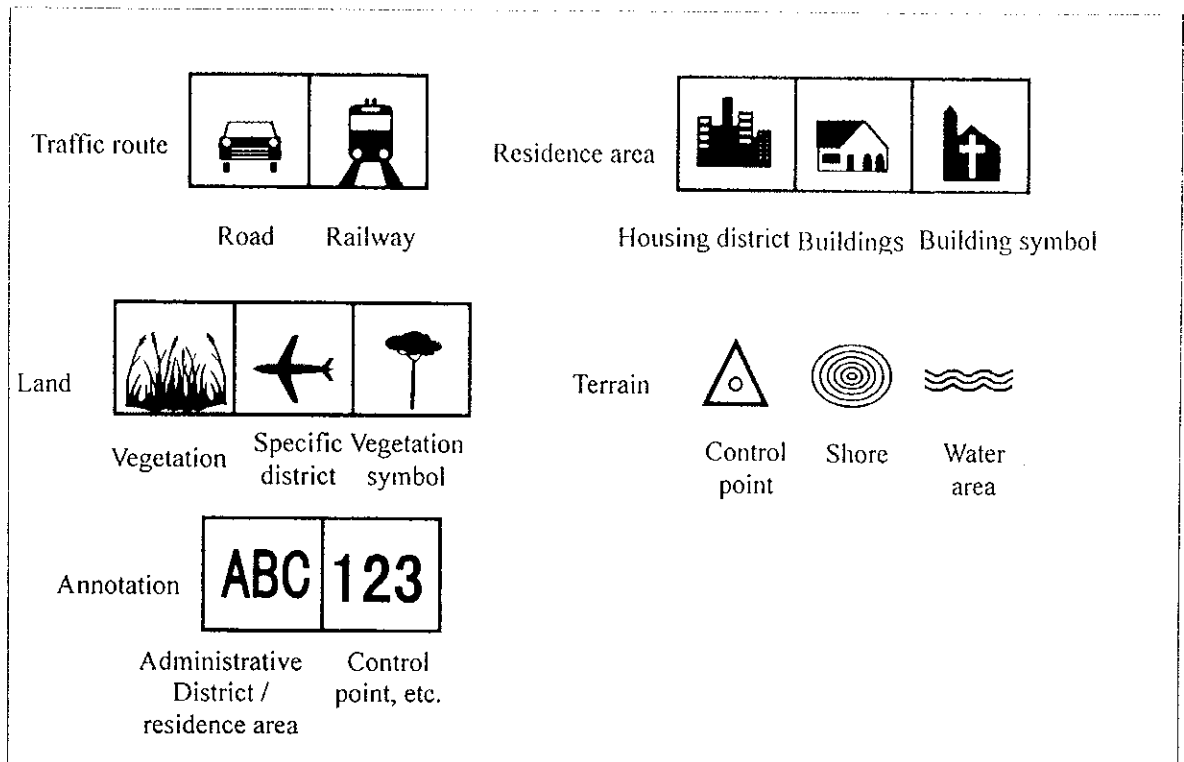 Traffic route
Road Railway
Residence area
Housing district Buildings Building symbol
Land
Vegetation
Specific
district
Vegetation
symbol
Terrain
Control
point
Shore
Water
area
Annotation
ABC 123
Administrative
District /
residence area
Control
point, etc.